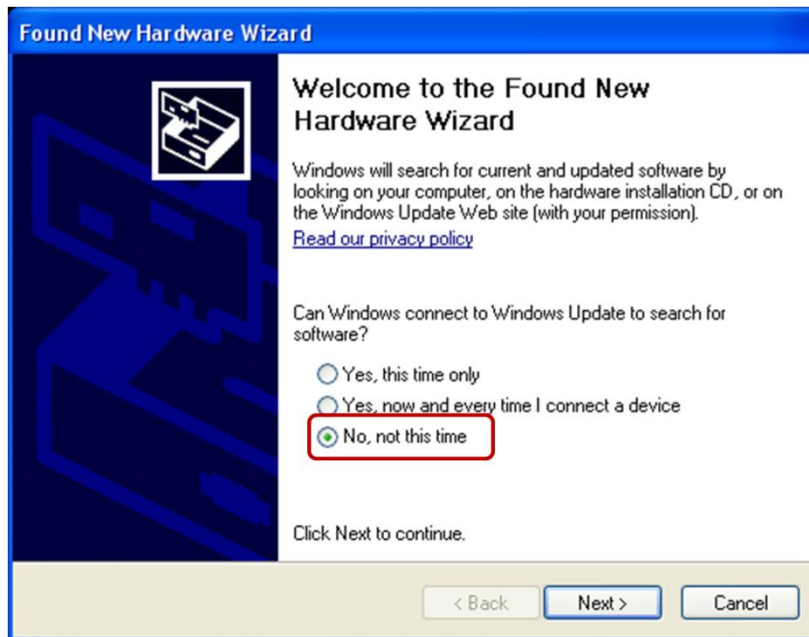 Found New Hardware Wizard
Welcome to the Found New
Hardware Wizard
Windows will search for current and updated software by
looking on your computer, on the hardware installation CD, or on
the Windows Update Web site (with your permission).
Read our privacy policy
Can Windows connect to Windows Update to search for
software?
Yes, this time only
Yes, now and every time I connect a device
No, not this time
Click Next to continue.
< Back
Next >
Cancel